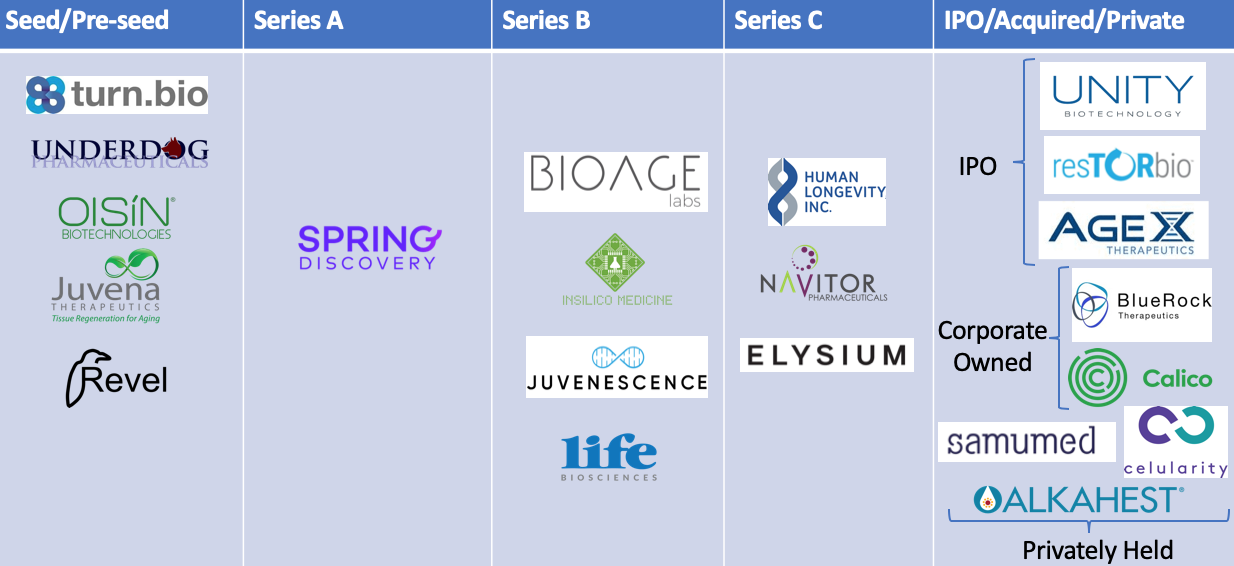 Seed/Pre-seed
Series A
Series B
Series C
IPO/Acquired/Private
turn.bio
UNDERDOG
PHARMACEUTICALS
OISÍN®
BIOTECHNOLOGIES
Juvena
THERAPEUTICS
Tissue Regeneration for Aging
Revel
SPRING
DISCOVERY
BIOAGE
labs
INSILICO MEDICINE
JUVENESCENCE
life
BIOSCIENCES
HUMAN
LONGEVITY
INC.
NAVITOR
PHARMACEUTICALS
ELYSIUM
IPO
UNITY
BIOTECHNOLOGY
resTORbio™
AGEX
THERAPEUTICS
Corporate
Owned
BlueRock
Therapeutics
Calico
samumed
celularity
ALKAHEST®
Privately Held